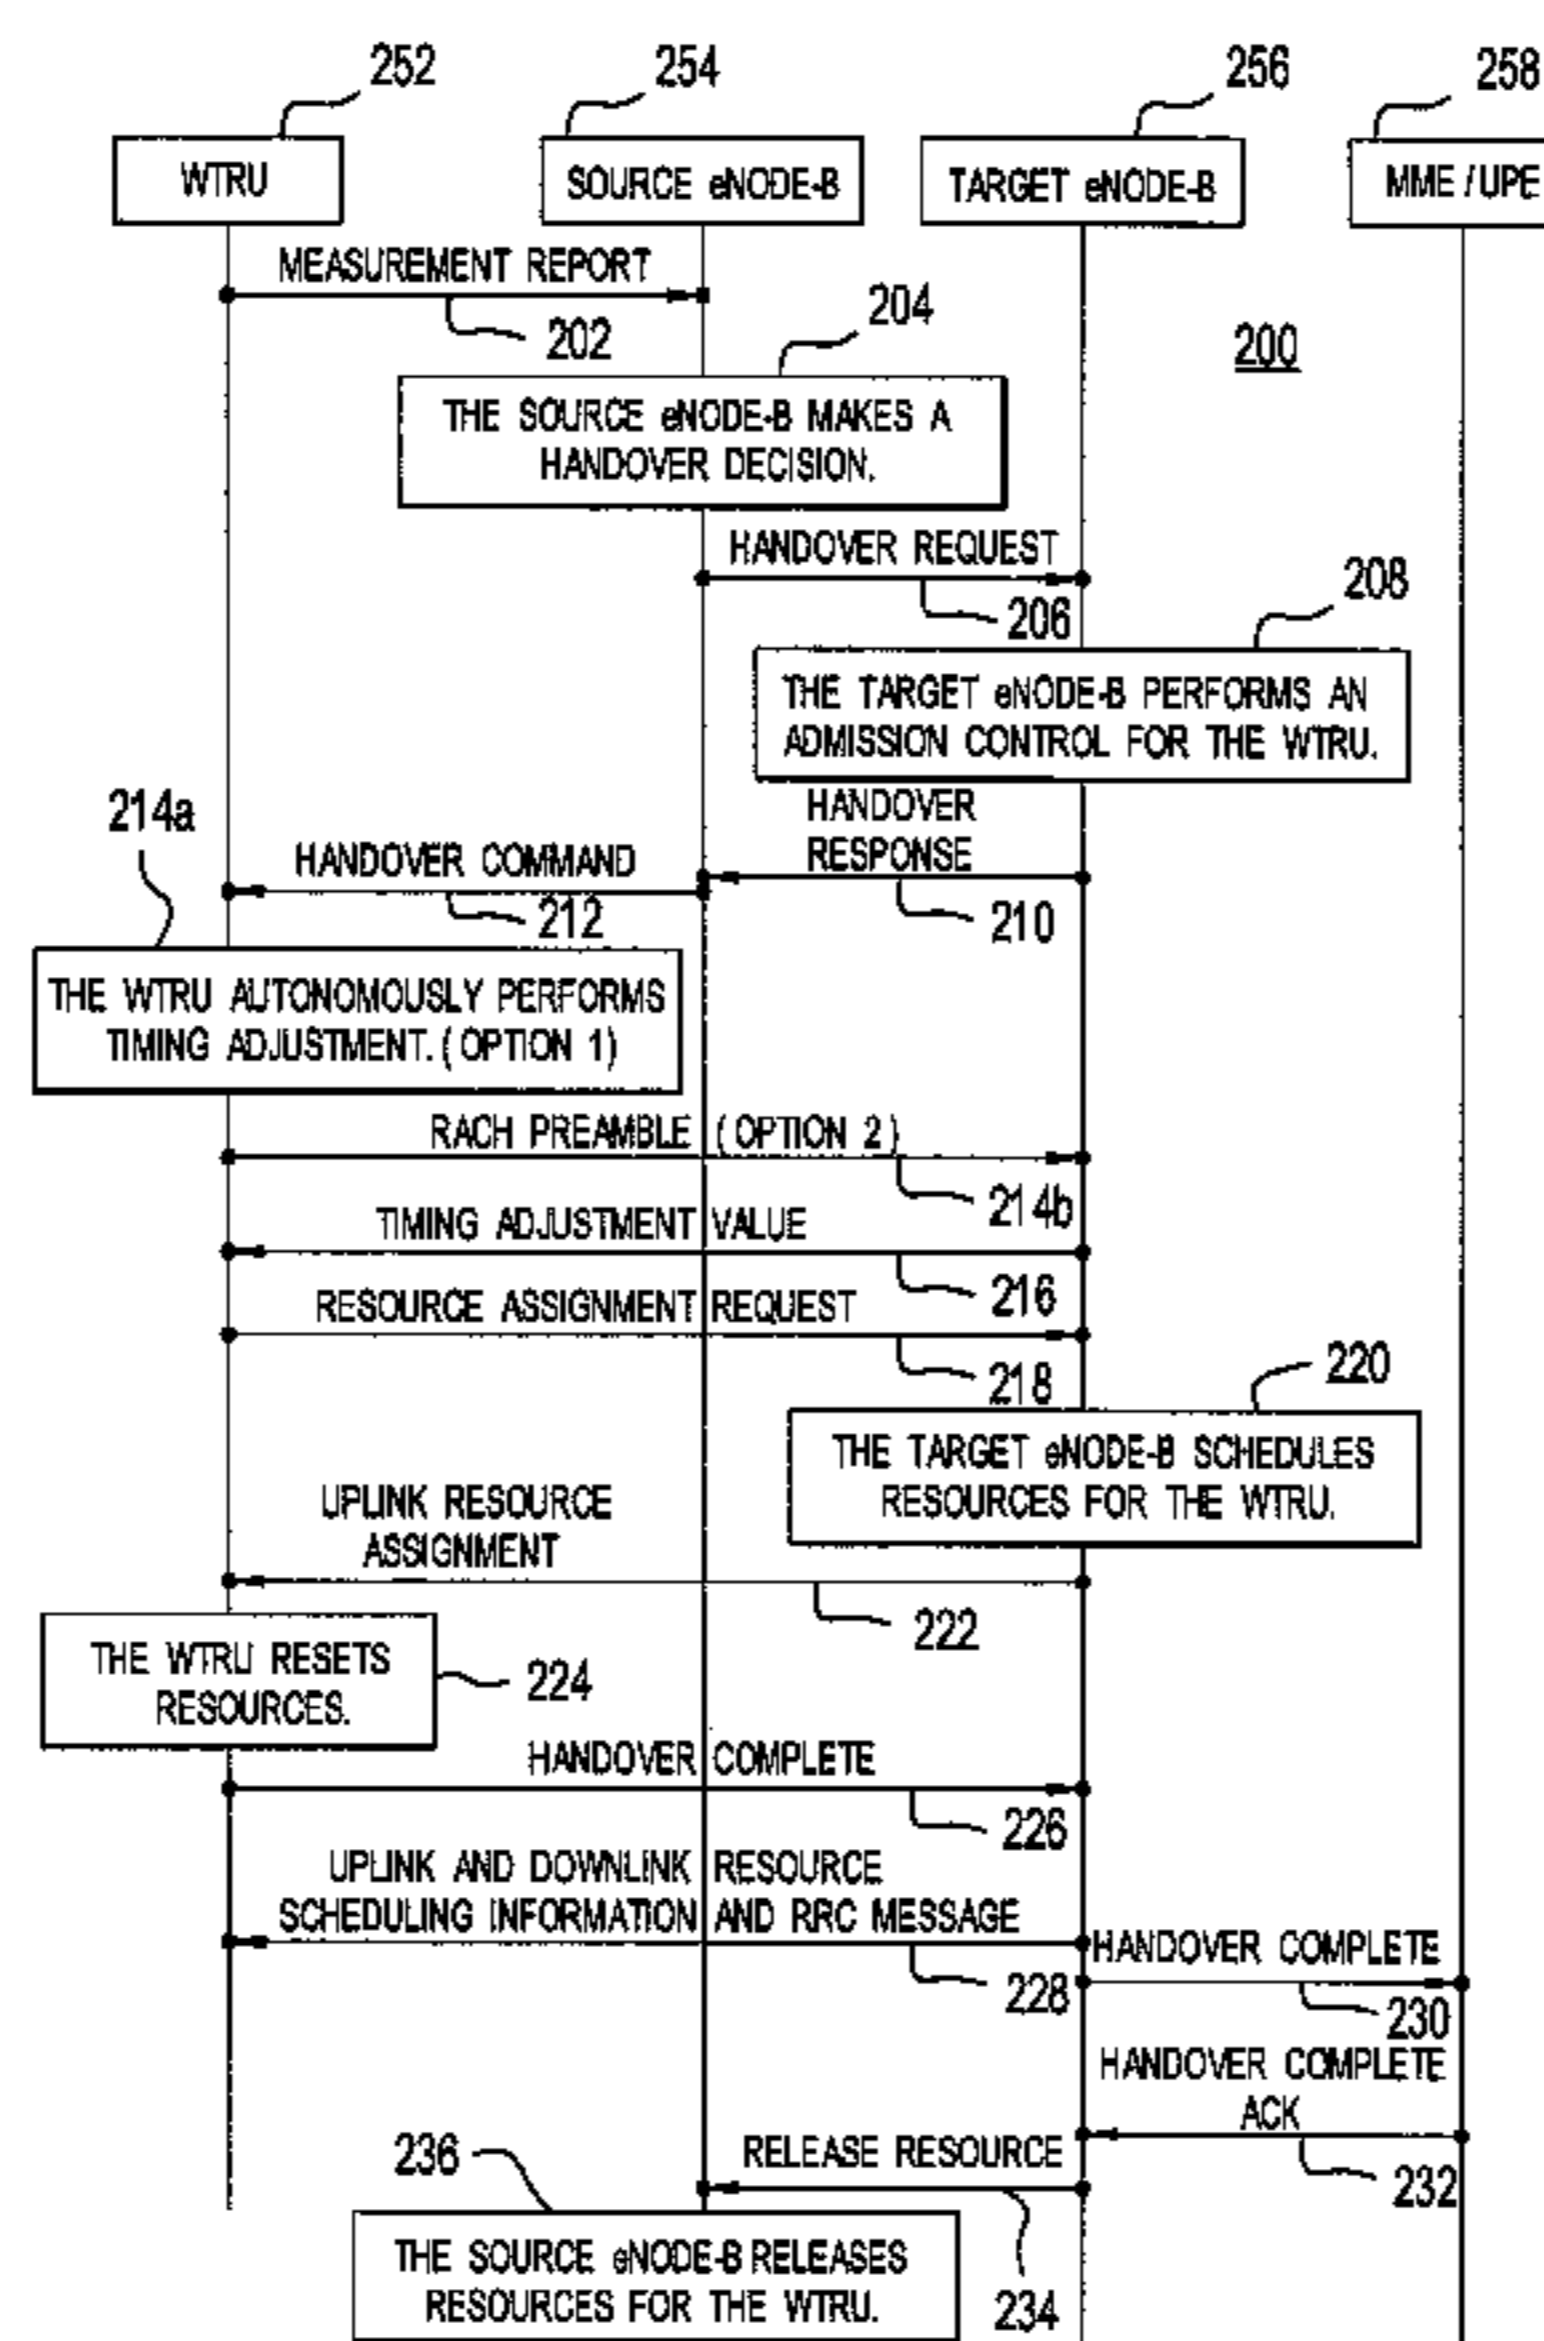 252
254
256
258
WTRU
SOURCE eNODE-B
TARGET eNODE-B
MME / UPE
MEASUREMENT REPORT
202
204
200
THE SOURCE eNODE-B MAKES A
HANDOVER DECISION.
HANDOVER REQUEST
206
208
THE TARGET eNODE-B PERFORMS AN
ADMISSION CONTROL FOR THE WTRU.
214a
HANDOVER
RESPONSE
HANDOVER COMMAND
212
210
THE WTRU AUTONOMOUSLY PERFORMS
TIMING ADJUSTMENT. ( OPTION 1)
RACH PREAMBLE ( OPTION 2 )
214b
TIMING ADJUSTMENT VALUE
216
RESOURCE ASSIGNMENT REQUEST
218
220
THE TARGET eNODE-B SCHEDULES
RESOURCES FOR THE WTRU.
UPLINK RESOURCE
ASSIGNMENT
222
THE WTRU RESETS
RESOURCES.
224
HANDOVER COMPLETE
226
UPLINK AND DOWNLINK RESOURCE
SCHEDULING INFORMATION AND RRC MESSAGE
228
HANDOVER COMPLETE
230
HANDOVER COMPLETE
ACK
232
236
RELEASE RESOURCE
234
THE SOURCE eNODE-B RELEASES
RESOURCES FOR THE WTRU.